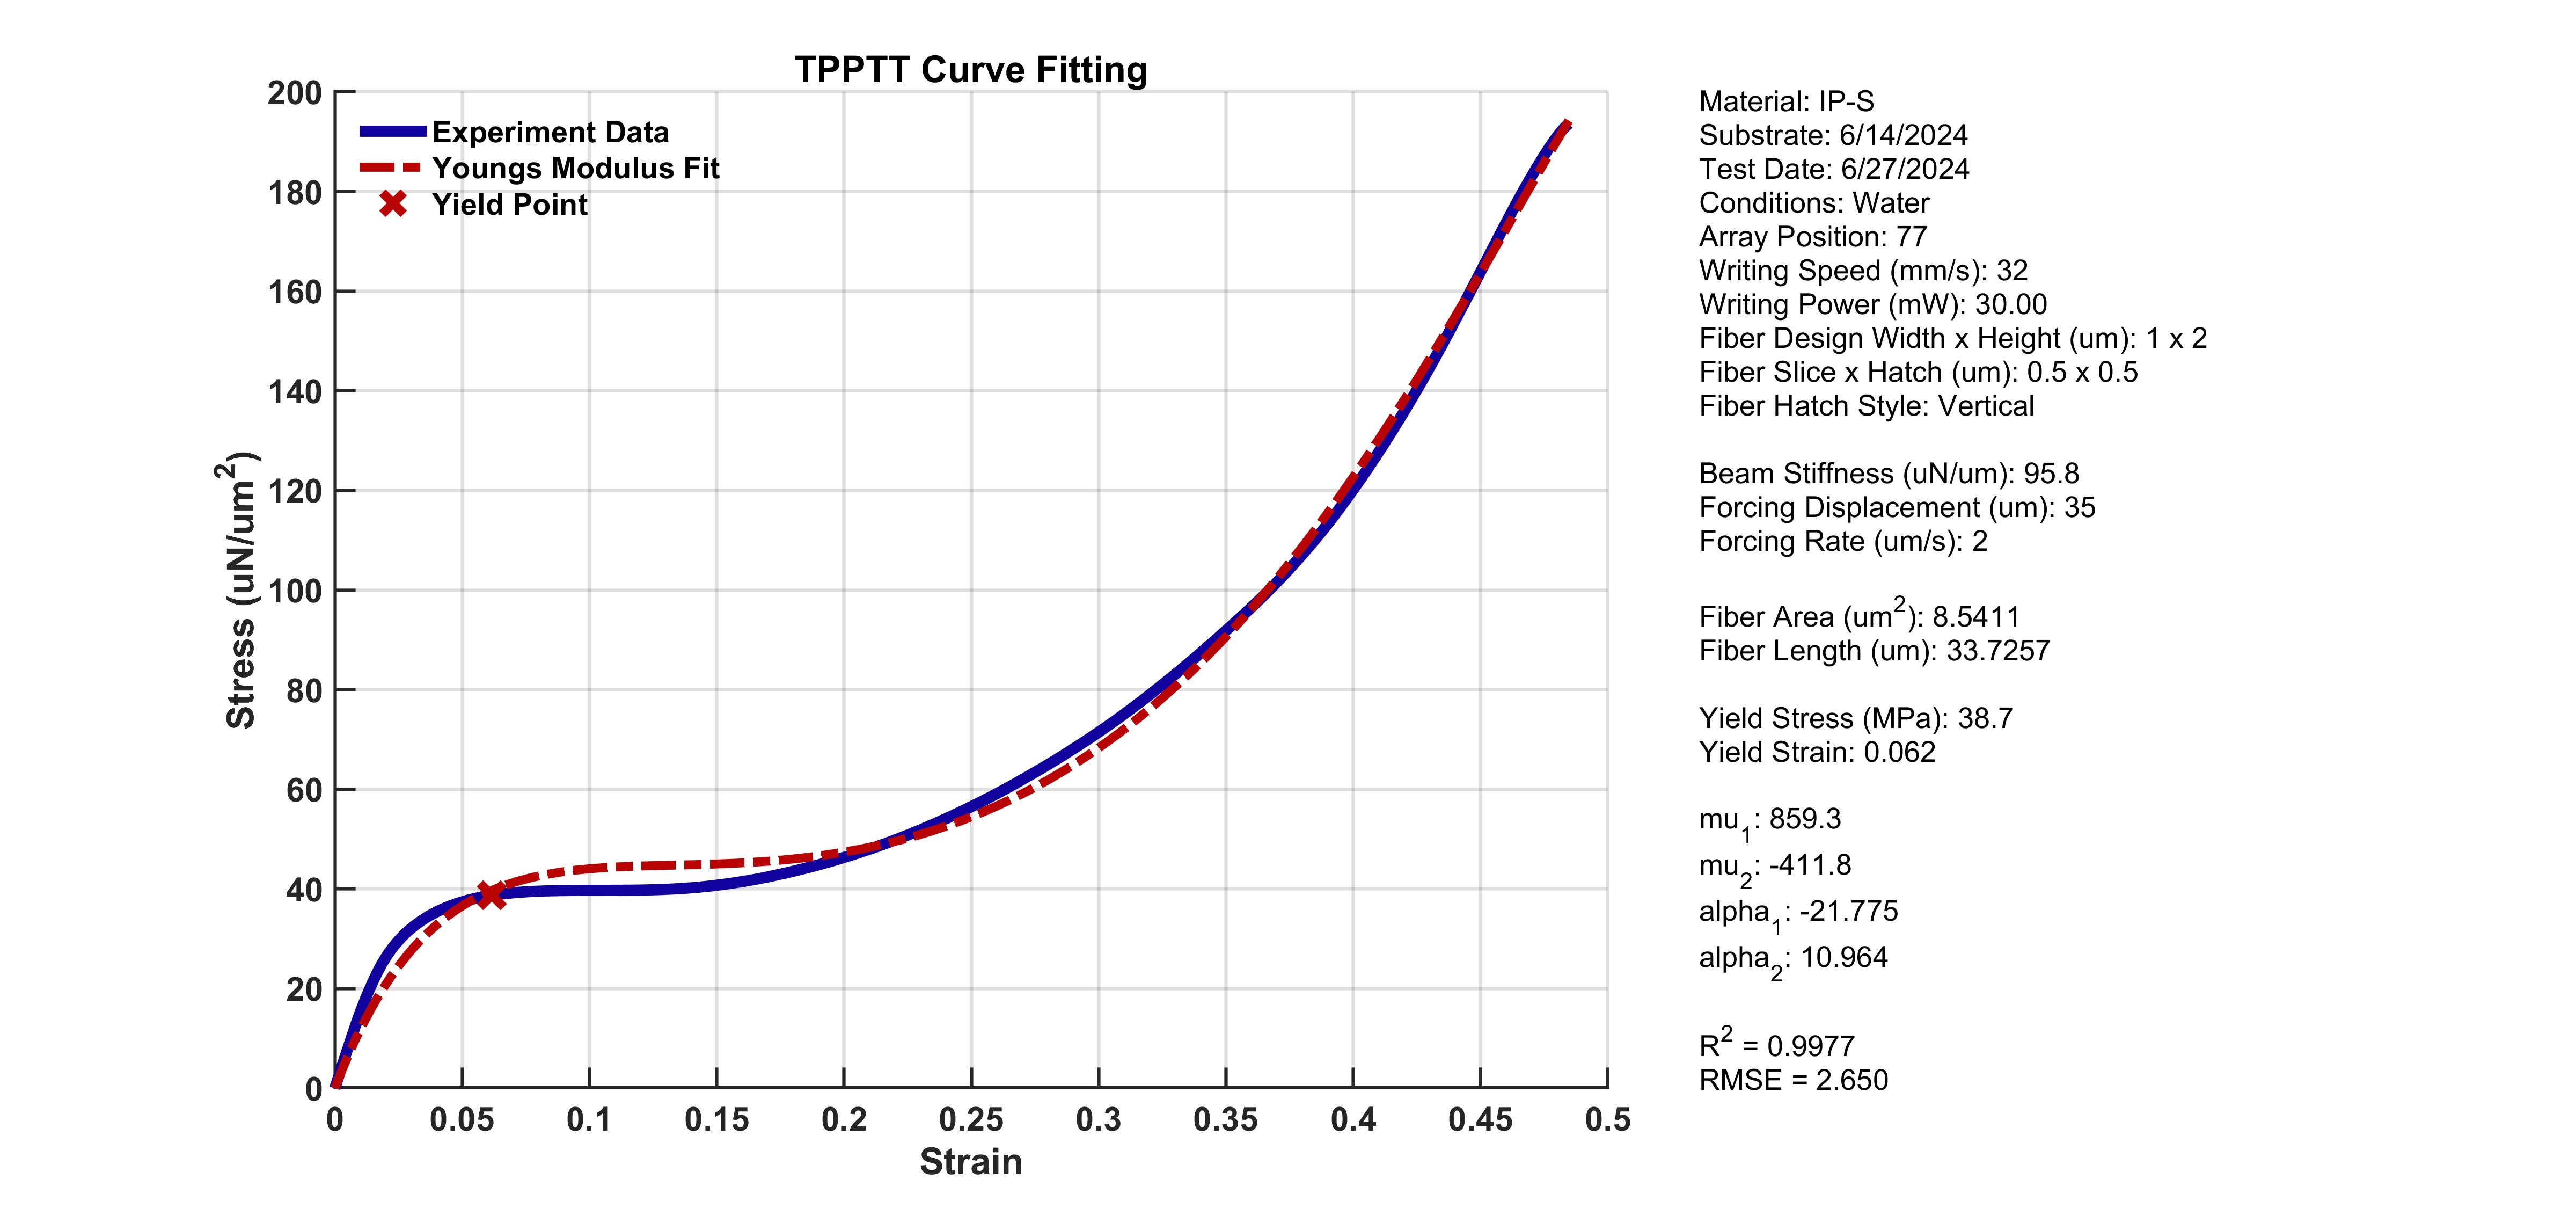 TPPTT Curve Fitting
200
180
160
140
120
100
80
60
40
20
0
Stress (uN/um2)
Experiment Data
Youngs Modulus Fit
Yield Point
0 0.05 0.1 0.15 0.2 0.25 0.3 0.35 0.4 0.45 0.5
Strain
Material: IP-S
Substrate: 6/14/2024
Test Date: 6/27/2024
Conditions: Water
Array Position: 77
Writing Speed (mm/s): 32
Writing Power (mW): 30.00
Fiber Design Width x Height (um): 1 x 2
Fiber Slice x Hatch (um): 0.5 x 0.5
Fiber Hatch Style: Vertical
Beam Stiffness (uN/um): 95.8
Forcing Displacement (um): 35
Forcing Rate (um/s): 2
Fiber Area (um2): 8.5411
Fiber Length (um): 33.7257
Yield Stress (MPa): 38.7
Yield Strain: 0.062
mu1: 859.3
mu2: -411.8
alpha1: -21.775
alpha2: 10.964
R2 = 0.9977
RMSE = 2.650